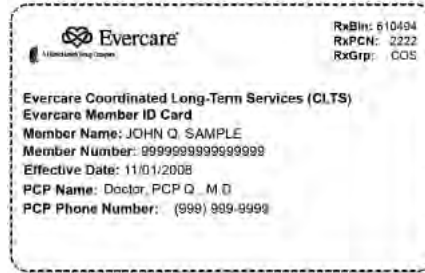 Evercare
RxBin: 610494
RxPCN: 2222
RxGrp: COS
Evercare Coordinated Long-Term Services (CLTS)
Evercare Member ID Card
Member Name: JOHN Q. SAMPLE
Member Number: 9999999999999999
Effective Date: 11/01/2008
PCP Name: Doctor, PCP Q., M.D
PCP Phone Number: (999) 999-9999